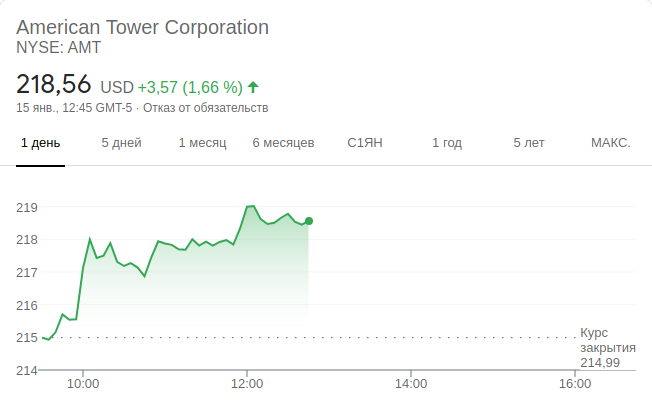 American Tower Corporation
NYSE: AMT
218,56 USD +3,57 (1,66 %)
15 янв., 12:45 GMT-5 · Отказ от обязательств
1 день 5 дней 1 месяц 6 месяцев С1ЯН 1 год 5 лет МАКС.
219
218
217
216
215
Курс
закрытия
214,99
214
10:00 12:00 14:00 16:00